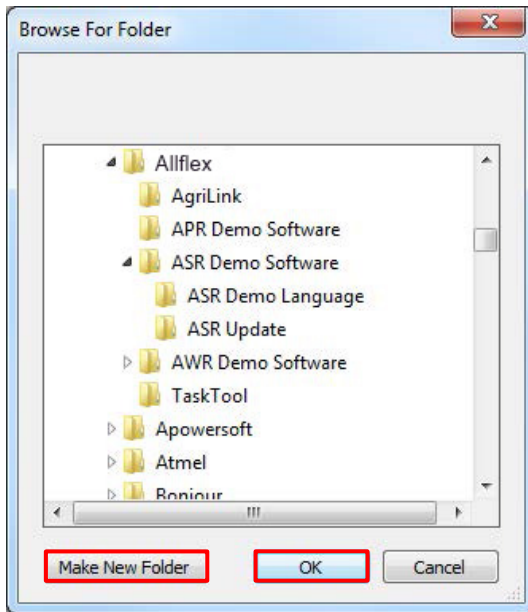 Browse For Folder
Allflex
AgriLink
APR Demo Software
ASR Demo Software
ASR Demo Language
ASR Update
AWR Demo Software
TaskTool
Apowersoft
Atmel
Bonjour
Make New Folder
OK
Cancel